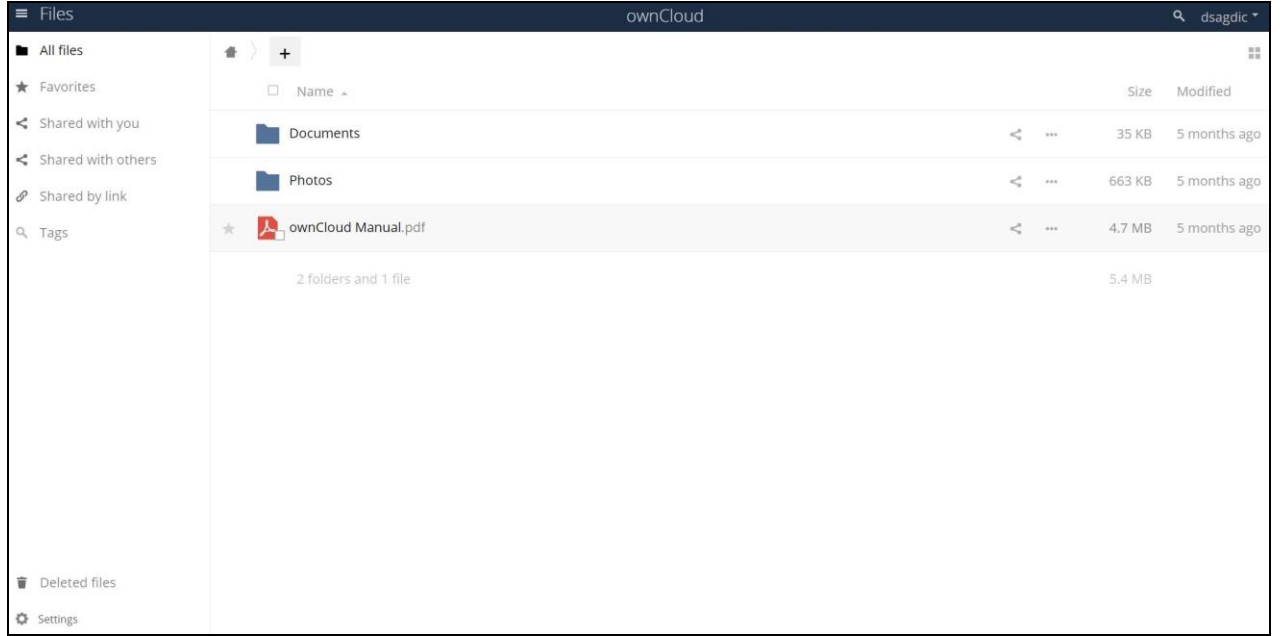 Files ownCloud dsagdic
All files
Favorites
Shared with you
Shared with others
Shared by link
Tags
Deleted files
Settings
Name Size Modified
Documents 35 KB 5 months ago
Photos 663 KB 5 months ago
ownCloud Manual.pdf 4.7 MB 5 months ago
2 folders and 1 file 5.4 MB